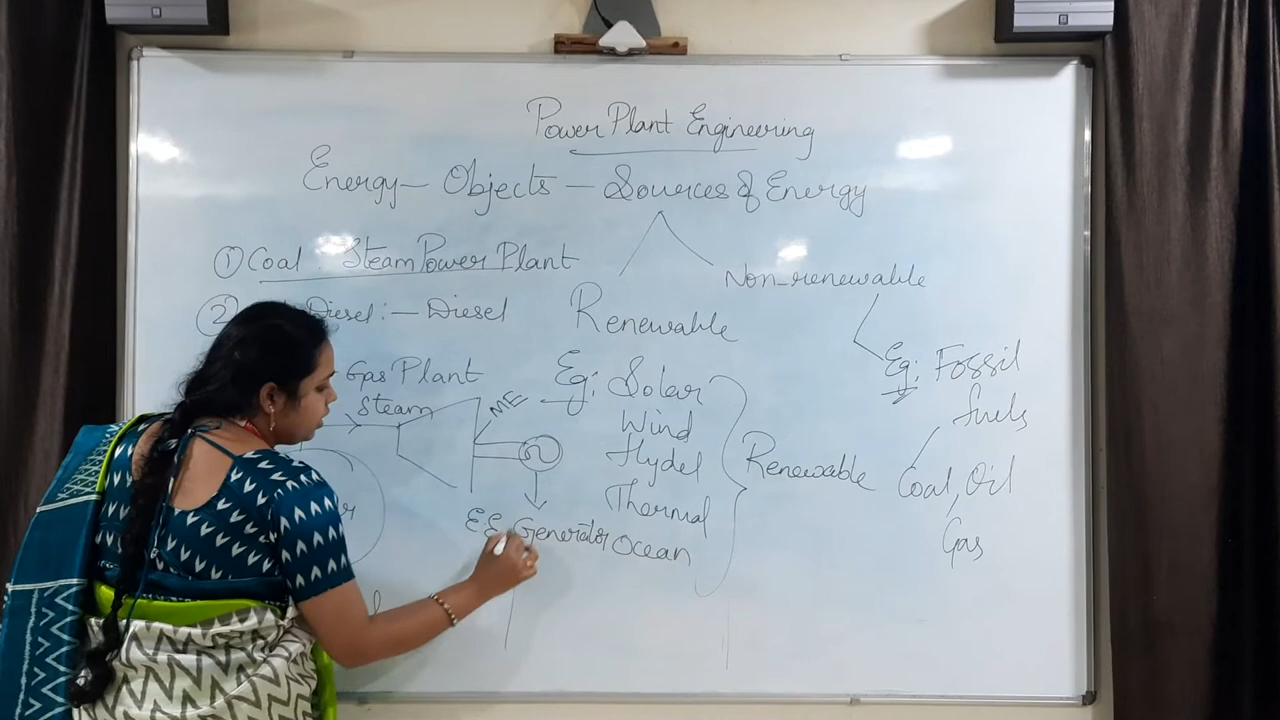 Power Plant Engineering
Energy - Objects - Sources of Energy
① Coal : Steam Power Plant
② Diesel :- Diesel
Gas Plant
Steam
ME
EE Generator
Renewable
Eg: Solar
Wind
Hydel
Thermal
Ocean
Renewable
Non-renewable
Eg: Fossil
fuels
Coal, Oil
Gas